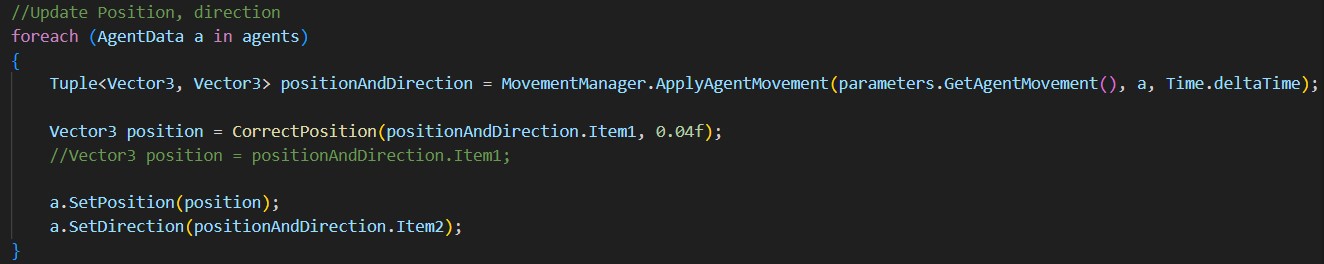 //Update Position, direction
foreach (AgentData a in agents)
{
    Tuple<Vector3, Vector3> positionAndDirection = MovementManager.ApplyAgentMovement(parameters.GetAgentMovement(), a, Time.deltaTime);
    Vector3 position = CorrectPosition(positionAndDirection.Item1, 0.04f);
    //Vector3 position = positionAndDirection.Item1;
    a.SetPosition(position);
    a.SetDirection(positionAndDirection.Item2);
}